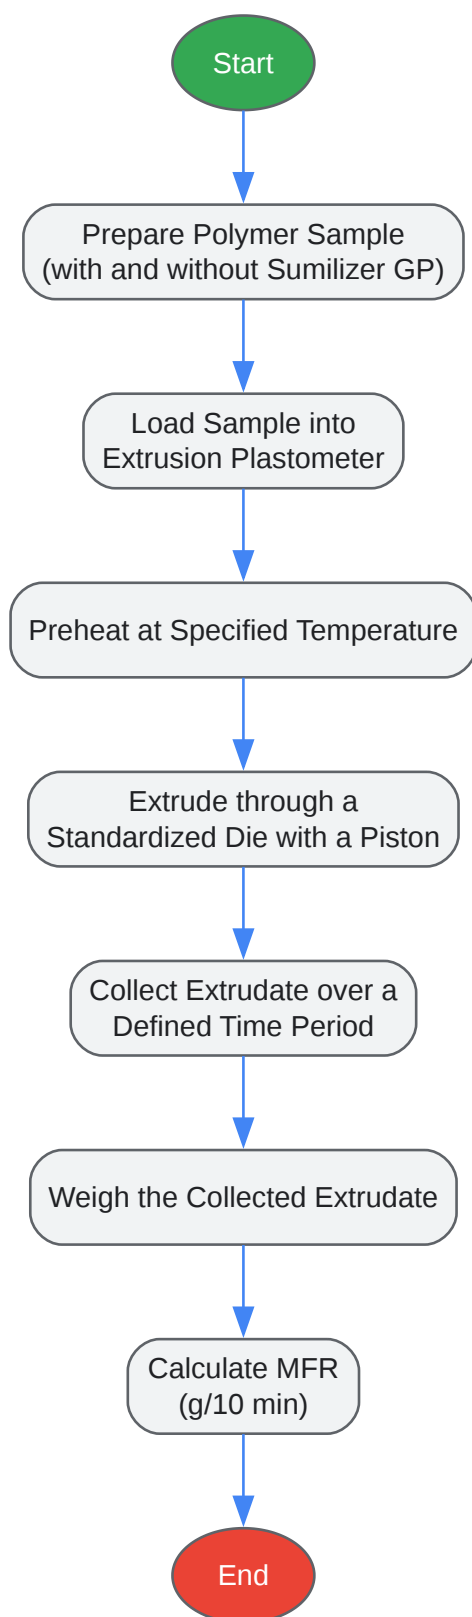 Start
Prepare Polymer Sample
(with and without Sumilizer GP)
Load Sample into
Extrusion Plastometer
Preheat at Specified Temperature
Extrude through a
Standardized Die with a Piston
Collect Extrudate over a
Defined Time Period
Weigh the Collected Extrudate
Calculate MFR
(g/10 min)
End